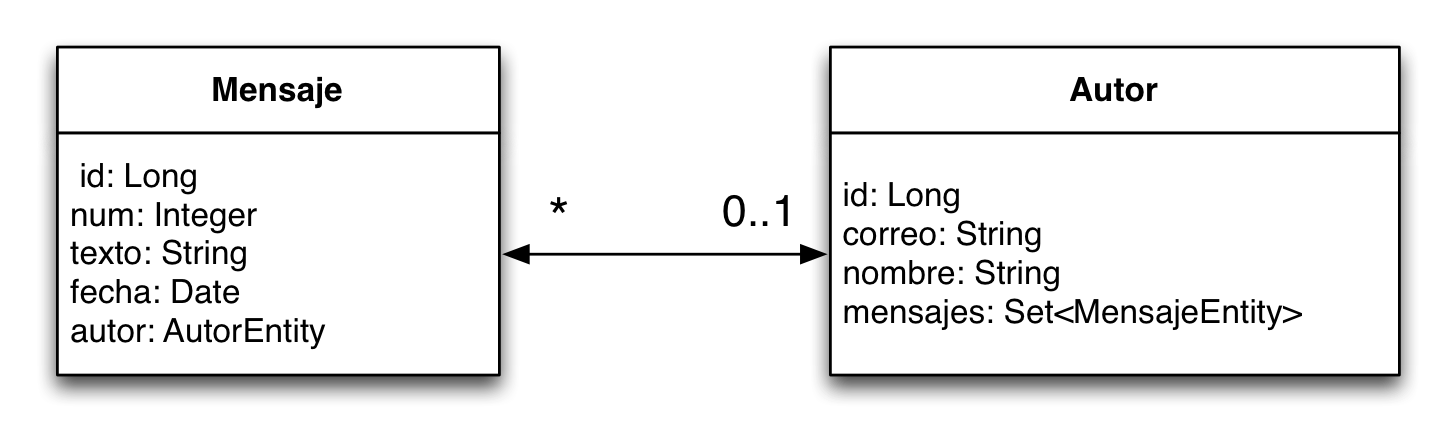 Mensaje
id: Long
num: Integer
texto: String
fecha: Date
autor: AutorEntity
*
0..1
Autor
id: Long
correo: String
nombre: String
mensajes: Set<MensajeEntity>